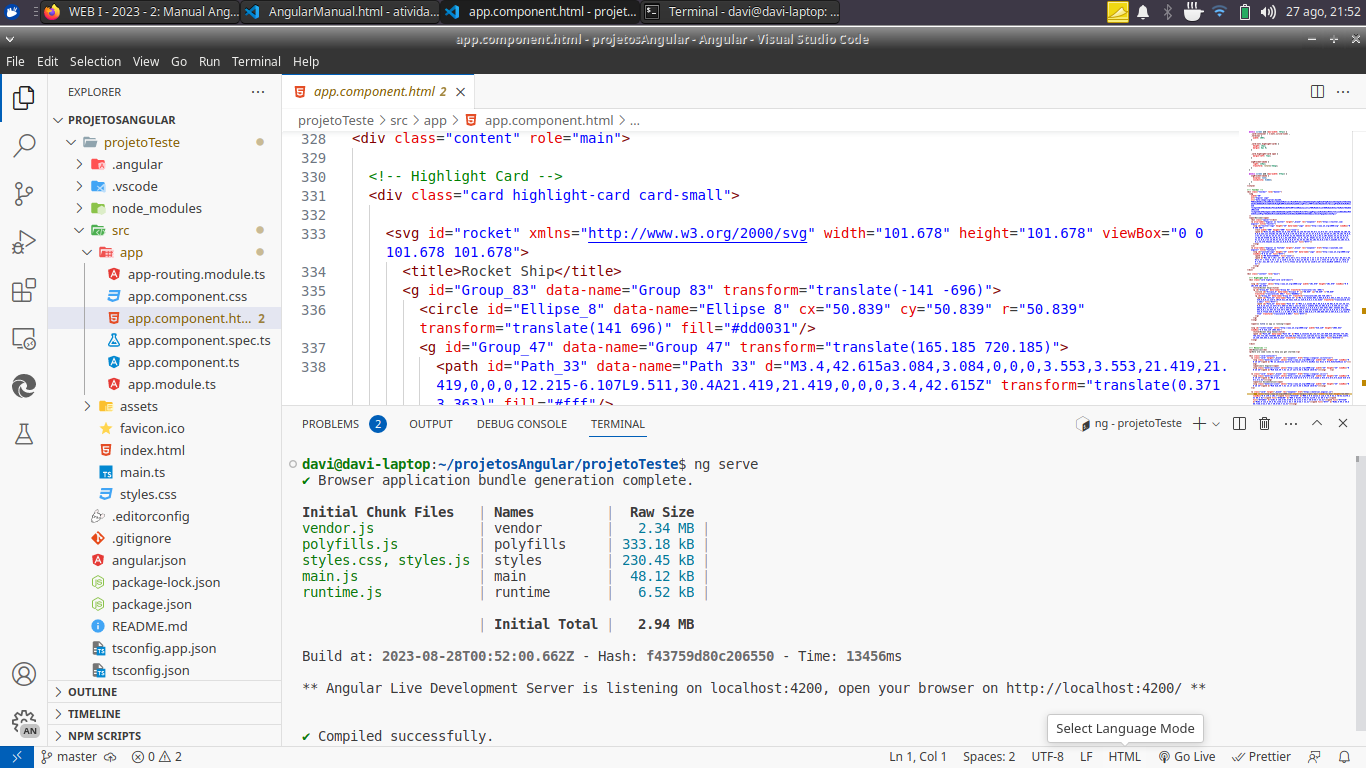 WEB I - 2023 - 2: Manual Ang...
AngularManual.html - ativida...
app.component.html - projet...
Terminal - davi@davi-laptop: ...
27 ago, 21:52
app.component.html - projetosAngular - Angular - Visual Studio Code
File Edit Selection View Go Run Terminal Help
EXPLORER
PROJETOSANGULAR
projetoTeste
.angular
.vscode
node_modules
src
app
app-routing.module.ts
app.component.css
app.component.ht... 2
app.component.spec.ts
app.component.ts
app.module.ts
assets
favicon.ico
index.html
main.ts
styles.css
.editorconfig
.gitignore
angular.json
package-lock.json
package.json
README.md
tsconfig.app.json
tsconfig.json
OUTLINE
TIMELINE
NPM SCRIPTS
AN
app.component.html 2
projetoTeste > src > app > app.component.html > ...
328 <div class="content" role="main">
329
330 <!-- Highlight Card -->
331 <div class="card highlight-card card-small">
332
333 <svg id="rocket" xmlns="http://www.w3.org/2000/svg" width="101.678" height="101.678" viewBox="0 0
101.678 101.678">
334 <title>Rocket Ship</title>
335 <g id="Group_83" data-name="Group 83" transform="translate(-141 -696)">
336 <circle id="Ellipse_8" data-name="Ellipse 8" cx="50.839" cy="50.839" r="50.839"
transform="translate(141 696)" fill="#dd0031"/>
337 <g id="Group_47" data-name="Group 47" transform="translate(165.185 720.185)">
338 <path id="Path_33" data-name="Path 33" d="M3.4,42.615a3.084,3.084,0,0,0,3.553,3.553,21.419,21.
419,0,0,0,12.215-6.107L9.511,30.4A21.419,21.419,0,0,0,3.4,42.615Z" transform="translate(0.371
3.363)" fill="#fff"/>
PROBLEMS 2 OUTPUT DEBUG CONSOLE TERMINAL
ng - projetoTeste
davi@davi-laptop:~/projetosAngular/projetoTeste$ ng serve
✔ Browser application bundle generation complete.
Initial Chunk Files | Names | Raw Size
vendor.js | vendor | 2.34 MB |
polyfills.js | polyfills | 333.18 kB |
styles.css, styles.js | styles | 230.45 kB |
main.js | main | 48.12 kB |
runtime.js | runtime | 6.52 kB |
| Initial Total | 2.94 MB
Build at: 2023-08-28T00:52:00.662Z - Hash: f43759d80c206550 - Time: 13456ms
** Angular Live Development Server is listening on localhost:4200, open your browser on http://localhost:4200/ **
✔ Compiled successfully.
Select Language Mode
master 0 2 Ln 1, Col 1 Spaces: 2 UTF-8 LF HTML Go Live Prettier